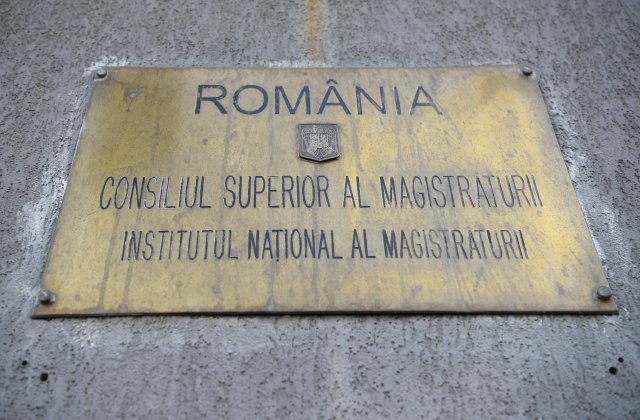 ROMÂNIA
CONSILIUL SUPERIOR AL MAGISTRATURII
INSTITUTUL NAȚIONAL AL MAGISTRATURII